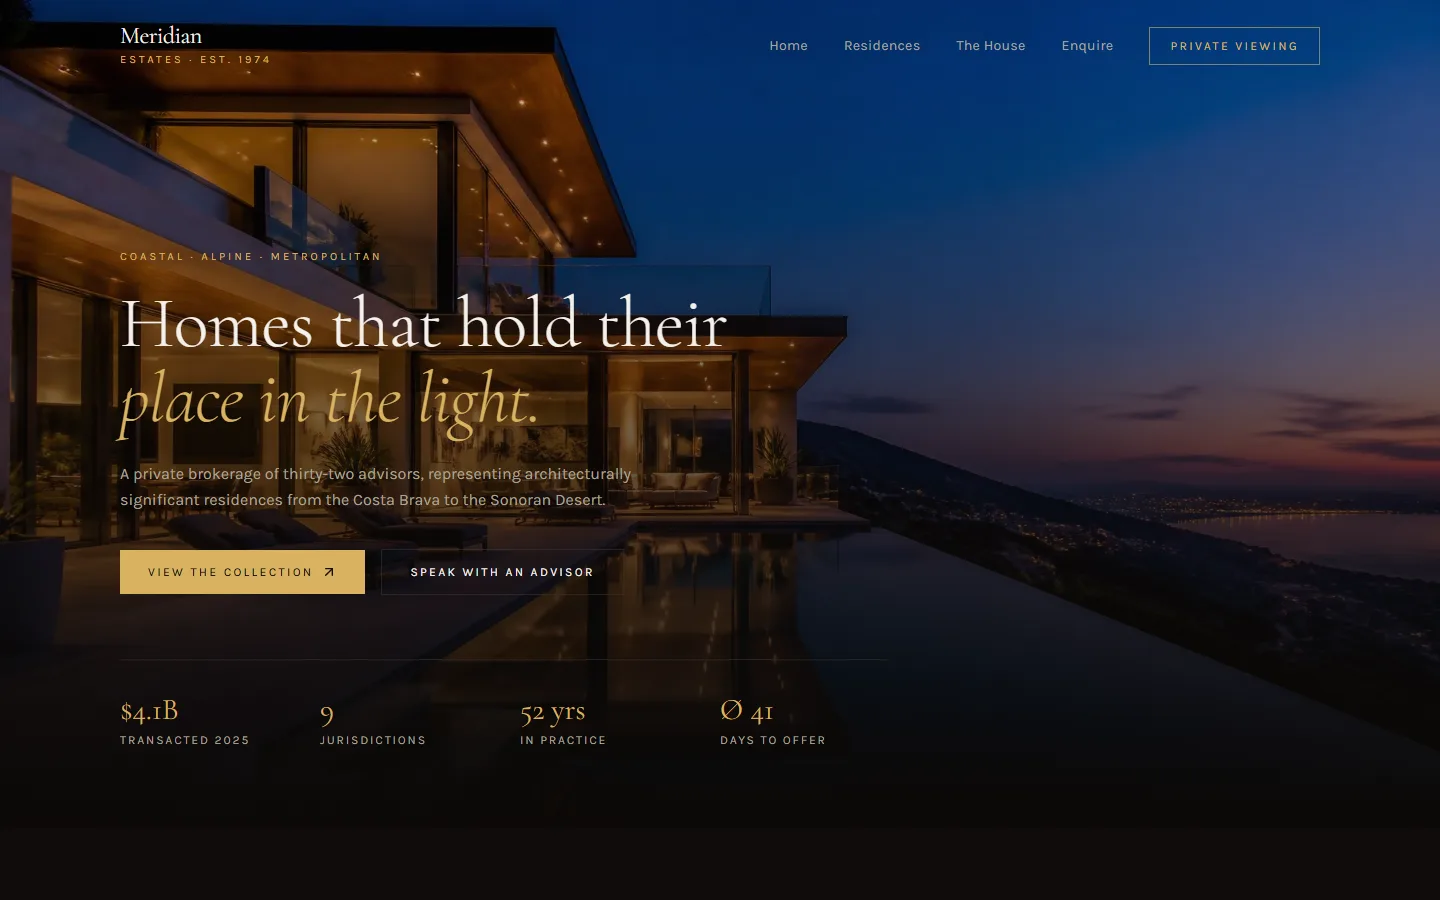 Meridian
ESTATES · EST. 1974
Home
Residences
The House
Enquire
PRIVATE VIEWING
COASTAL · ALPINE · METROPOLITAN
Homes that hold their
place in the light.
A private brokerage of thirty-two advisors, representing architecturally
significant residences from the Costa Brava to the Sonoran Desert.
VIEW THE COLLECTION
SPEAK WITH AN ADVISOR
$4.1B
TRANSACTED 2025
9
JURISDICTIONS
52 yrs
IN PRACTICE
Ø 41
DAYS TO OFFER